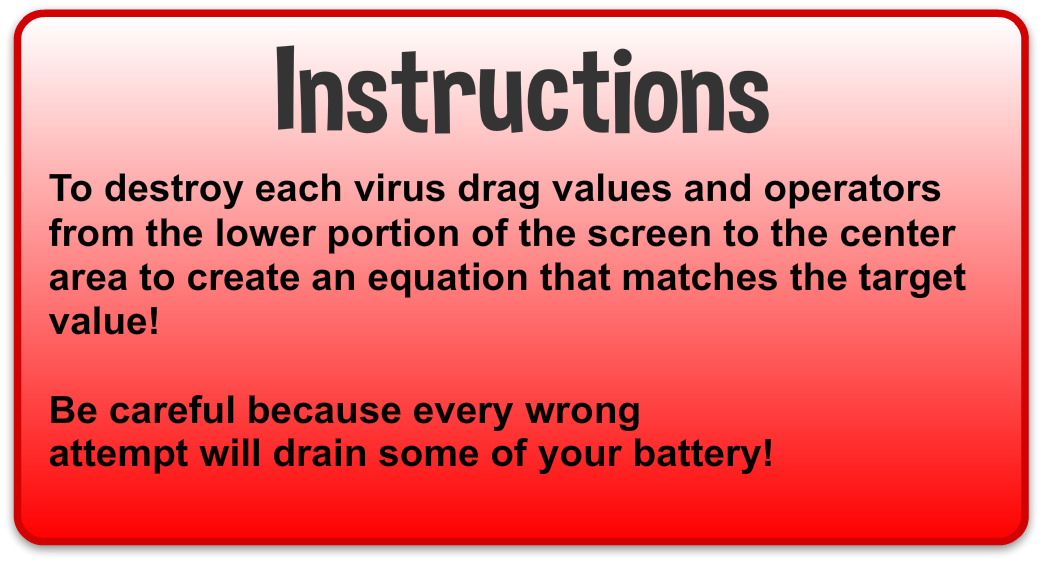 Instructions
To destroy each virus drag values and operators
from the lower portion of the screen to the center
area to create an equation that matches the target
value!
Be careful because every wrong
attempt will drain some of your battery!